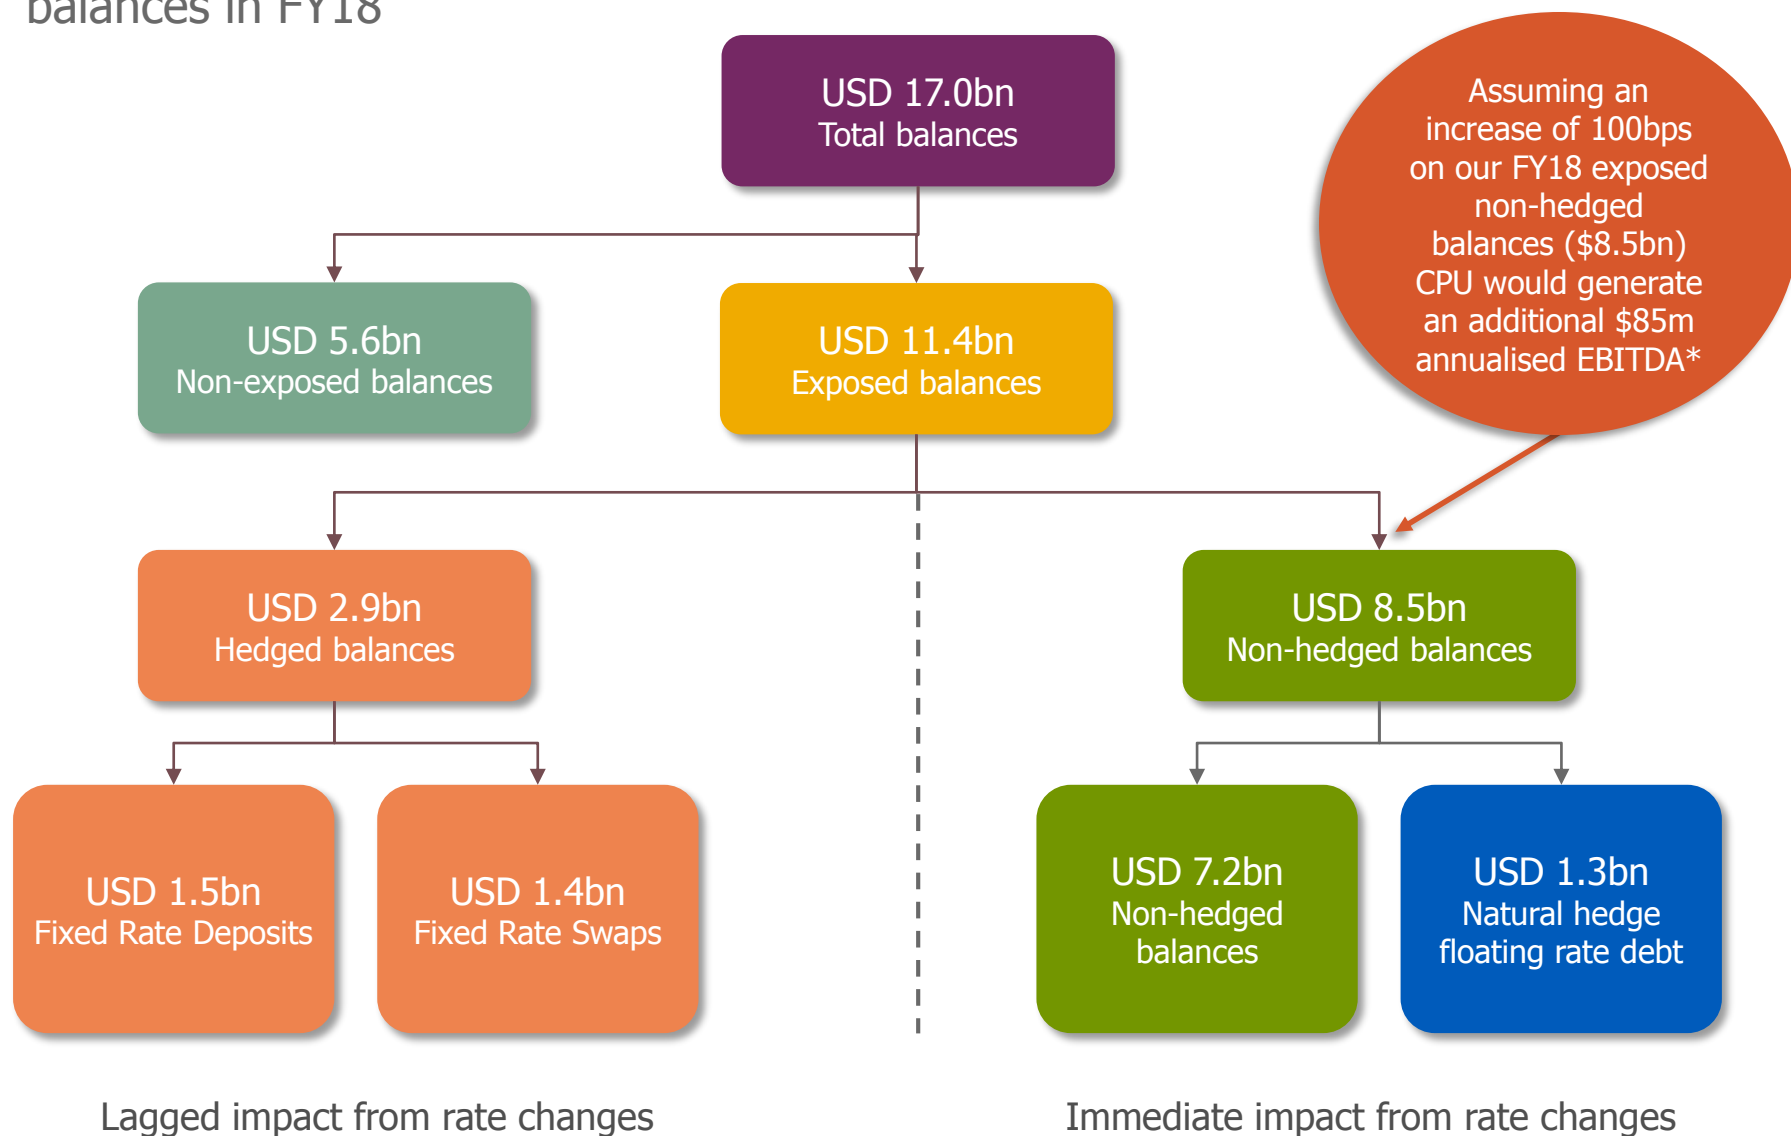 balances in FY18
USD 17.0bn
Total balances
Assuming an
increase of 100bps
on our FY18 exposed
non-hedged
balances ($8.5bn)
CPU would generate
an additional $85m
annualised EBITDA*
USD 5.6bn
Non-exposed balances
USD 11.4bn
Exposed balances
USD 2.9bn
Hedged balances
USD 8.5bn
Non-hedged balances
USD 1.5bn
Fixed Rate Deposits
USD 1.4bn
Fixed Rate Swaps
USD 7.2bn
Non-hedged
balances
USD 1.3bn
Natural hedge
floating rate debt
Lagged impact from rate changes
Immediate impact from rate changes